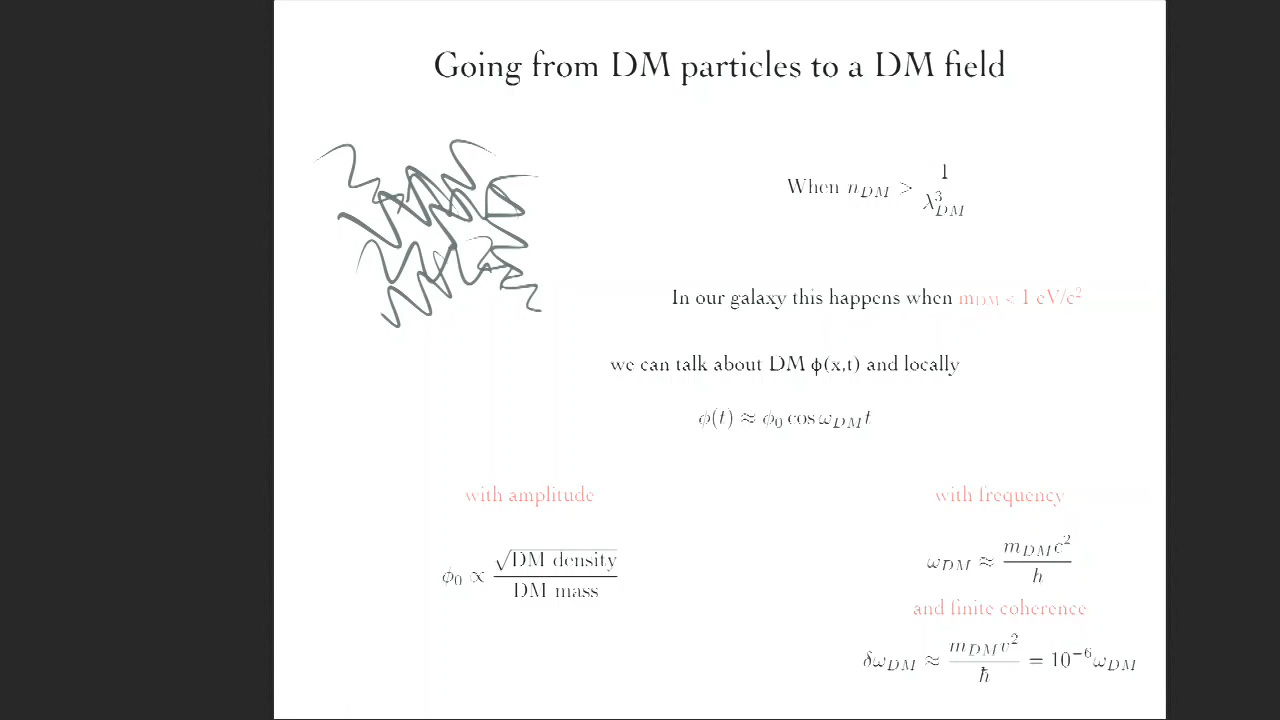 Going from DM particles to a DM field
When n_DM > 1/λ³_DM
In our galaxy this happens when m_DM < 1 eV/c²
we can talk about DM ϕ(x,t) and locally
ϕ(t) ≈ ϕ₀ cos ω_DM t
with amplitude
ϕ₀ ∝ √DM density / DM mass
with frequency
ω_DM ≈ m_DM c² / ħ
and finite coherence
δω_DM ≈ m_DM v² / ħ = 10⁻⁶ ω_DM